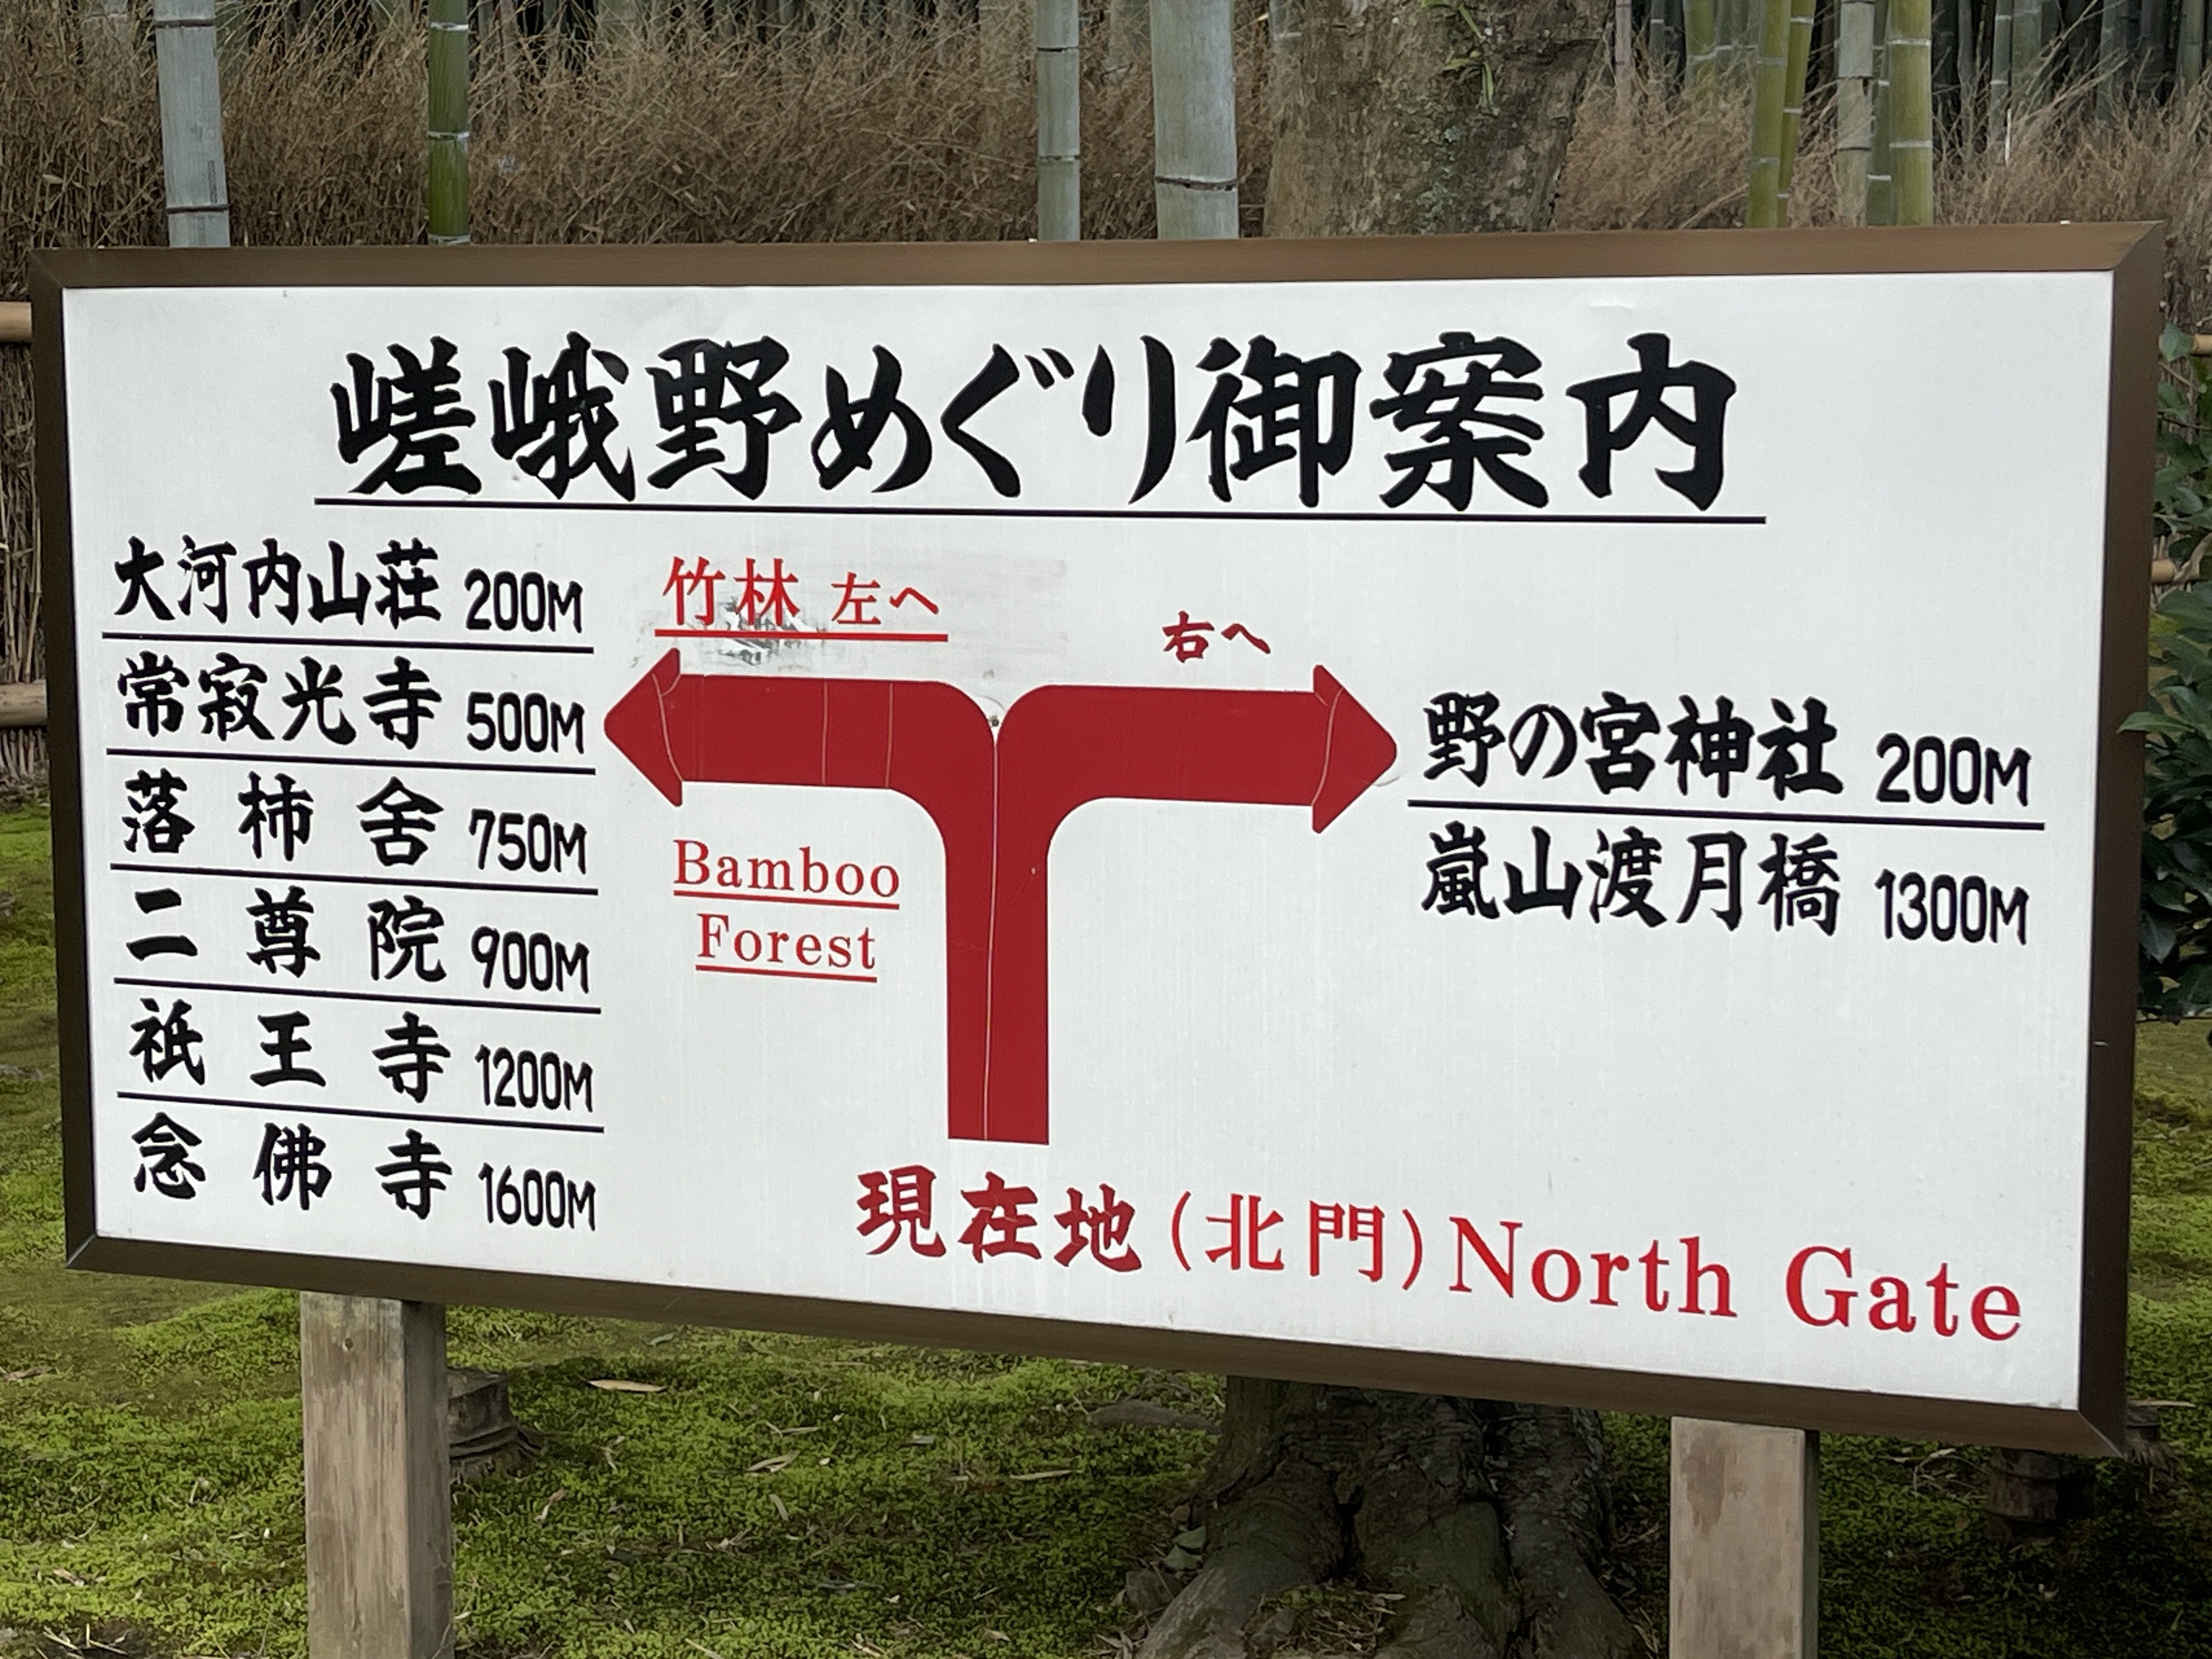 嵯峨野めぐり御案内
大河内山荘 200M
常寂光寺 500M
落柿舎 750M
二尊院 900M
祇王寺 1200M
念佛寺 1600M
竹林 左へ
Bamboo
Forest
右へ
野の宮神社 200M
嵐山渡月橋 1300M
現在地(北門)North Gate